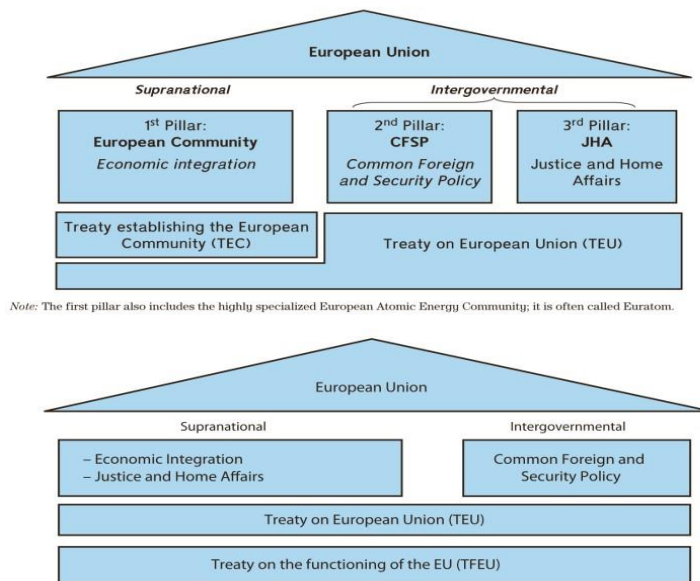 European Union
Supranational
Intergovernmental
1st Pillar:
European Community
Economic integration
2nd Pillar:
CFSP
Common Foreign
and Security Policy
3rd Pillar:
JHA
Justice and Home
Affairs
Treaty establishing the European
Community (TEC)
Treaty on European Union (TEU)
Note: The first pillar also includes the highly specialized European Atomic Energy Community; it is often called Euratom.
European Union
Supranational
Intergovernmental
– Economic Integration
– Justice and Home Affairs
Common Foreign and
Security Policy
Treaty on European Union (TEU)
Treaty on the functioning of the EU (TFEU)